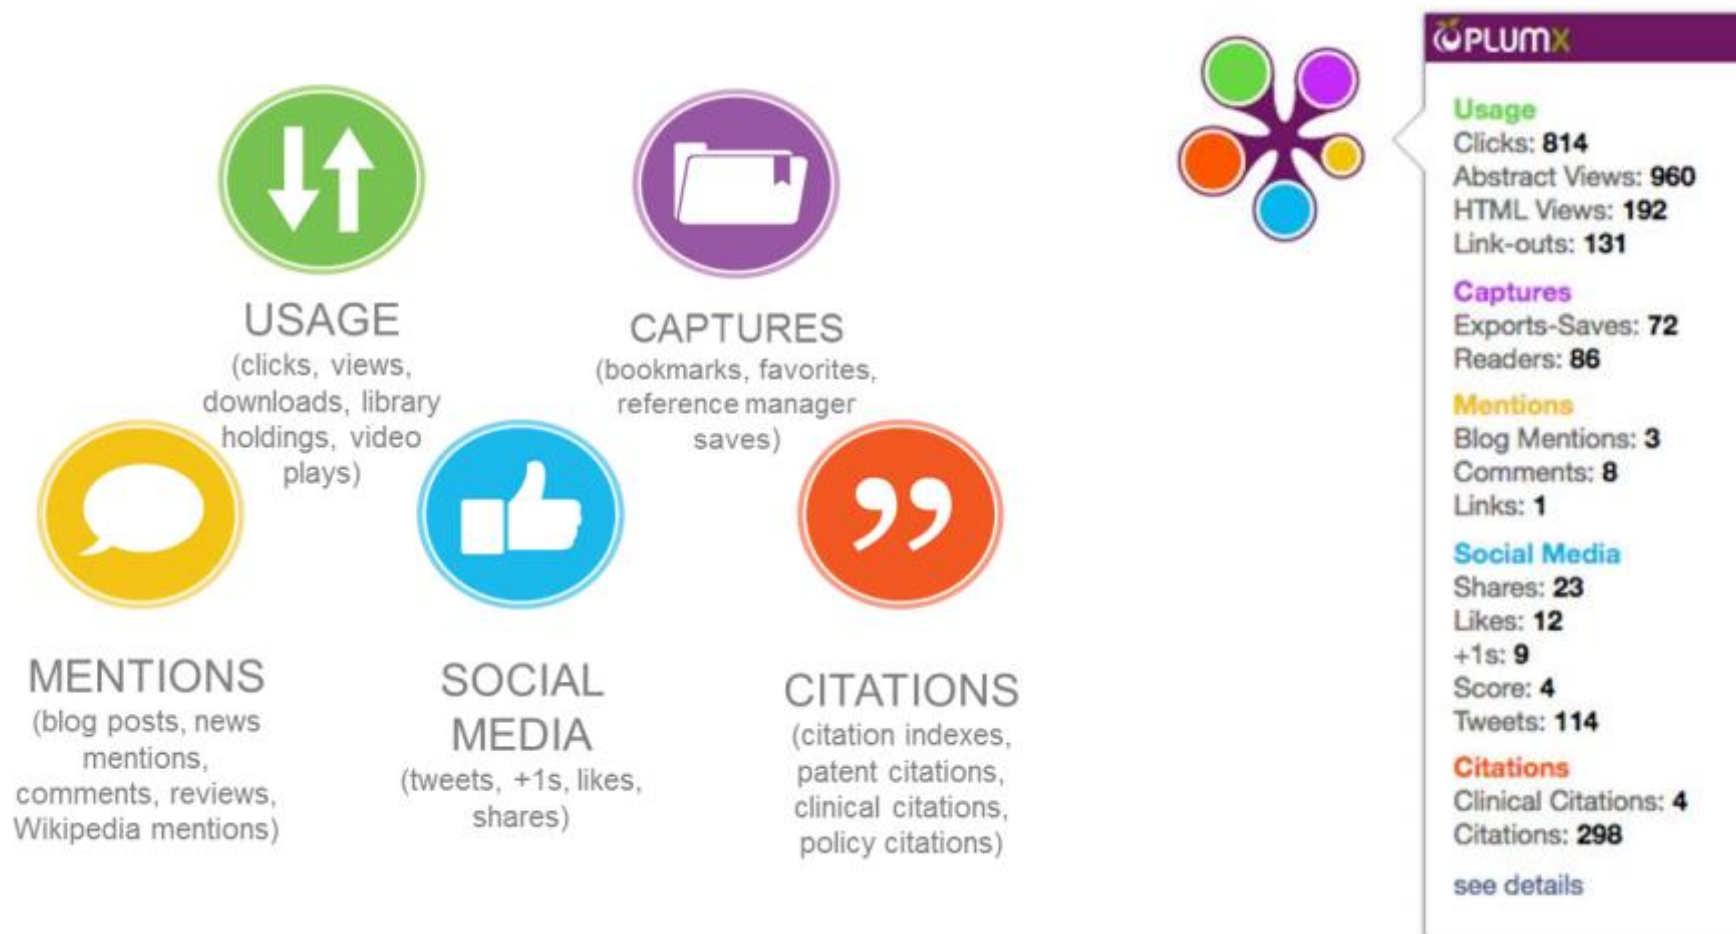 USAGE
(clicks, views,
downloads, library
holdings, video
plays)
CAPTURES
(bookmarks, favorites,
reference manager
saves)
MENTIONS
(blog posts, news
mentions,
comments, reviews,
Wikipedia mentions)
SOCIAL
MEDIA
(tweets, +1s, likes,
shares)
CITATIONS
(citation indexes,
patent citations,
clinical citations,
policy citations)
PLUMX
Usage
Clicks: 814
Abstract Views: 960
HTML Views: 192
Link-outs: 131
Captures
Exports-Saves: 72
Readers: 86
Mentions
Blog Mentions: 3
Comments: 8
Links: 1
Social Media
Shares: 23
Likes: 12
+1s: 9
Score: 4
Tweets: 114
Citations
Clinical Citations: 4
Citations: 298
see details